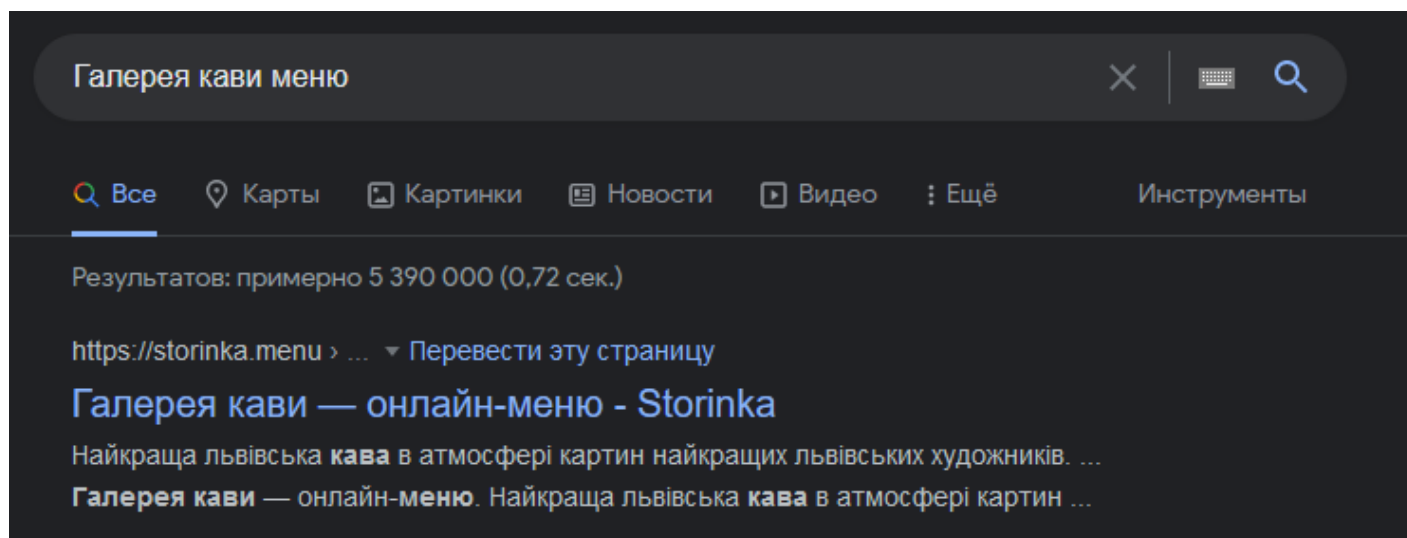 Галерея кави меню
Все Карты Картинки Новости Видео Ещё Инструменты
Результатов: примерно 5 390 000 (0,72 сек.)
https://storinka.menu › ... Перевести эту страницу
Галерея кави — онлайн-меню - Storinka
Найкраща львівська кава в атмосфері картин найкращих львівських художників. ...
Галерея кави — онлайн-меню. Найкраща львівська кава в атмосфері картин ...